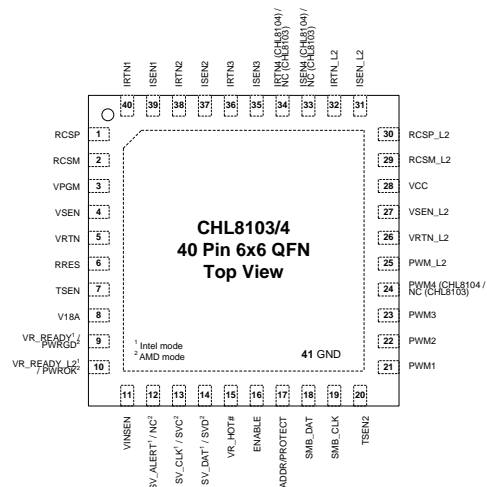 IRTN1
ISEN1
IRTN2
ISEN2
IRTN3
ISEN3
IRTN4 (CHL8104) /
NC (CHL8103)
ISEN4 (CHL8104) /
NC (CHL8103)
IRTN_L2
ISEN_L2
40 39 38 37 36 35 34 33 32 31
RCSP 1
RCSM 2
VPGM 3
VSEN 4
VRTN 5
RRES 6
TSEN 7
V18A 8
VR_READY¹ /
PWRGD²
9
VR_READY_L2¹
/ PWROK²
10
CHL8103/4
40 Pin 6x6 QFN
Top View
¹ Intel mode
² AMD mode
41 GND
30 RCSP_L2
29 RCSM_L2
28 VCC
27 VSEN_L2
26 VRTN_L2
25 PWM_L2
24 PWM4 (CHL8104 /
NC (CHL8103)
23 PWM3
22 PWM2
21 PWM1
11 12 13 14 15 16 17 18 19 20
VINSEN
SV_ALERT¹ / NC²
SV_CLK¹ / SVC²
SV_DAT¹ / SVD²
VR_HOT#
ENABLE
ADDR/PROTECT
SMB_DAT
SMB_CLK
TSEN2